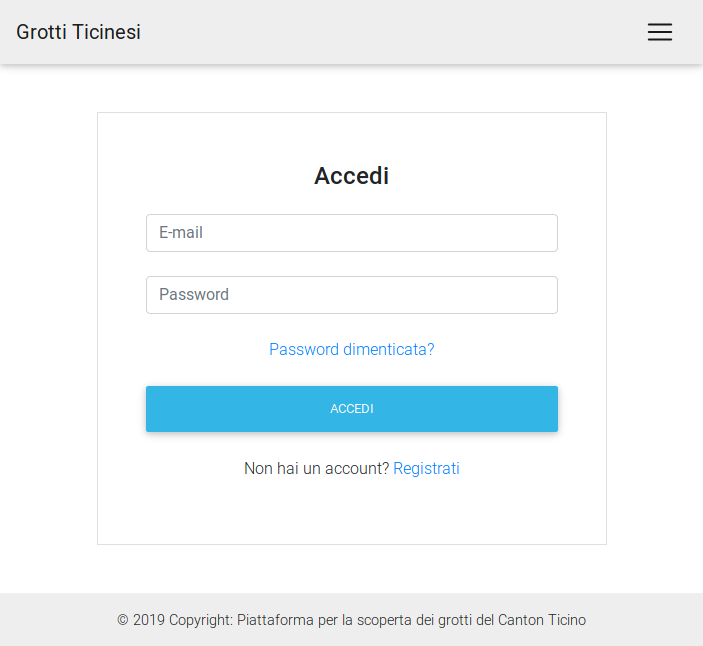 Grotti Ticinesi
Accedi
E-mail
Password
Password dimenticata?
ACCEDI
Non hai un account? Registrati
© 2019 Copyright: Piattaforma per la scoperta dei grotti del Canton Ticino